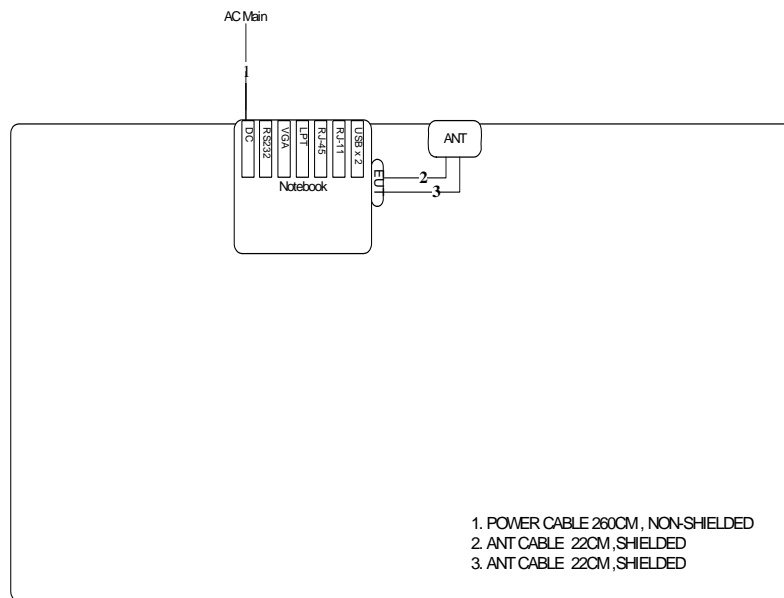 AC Main
1
DC
RS232
VGA
LPT
RJ-45
RJ-11
USB x 2
Notebook
EUT
ANT
2
3
1. POWER CABLE 260CM , NON-SHIELDED
2. ANT CABLE 22CM ,SHIELDED
3. ANT CABLE 22CM ,SHIELDED